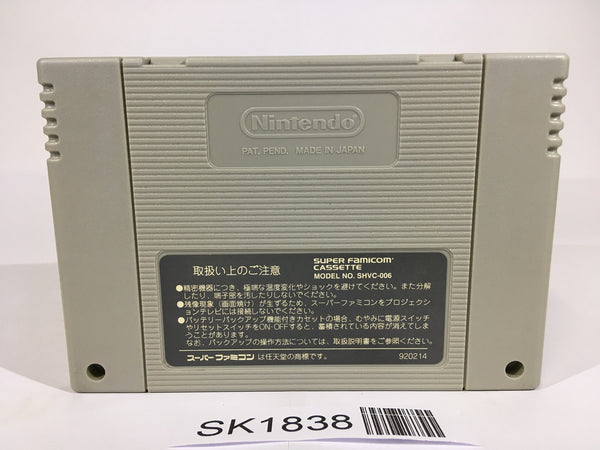 Nintendo
PAT. PEND. MADE IN JAPAN
取扱い上のご注意
SUPER FAMICOM
CASSETTE
MODEL NO. SHVC-006
●精密機器につき、極端な温度変化やショックを避けてください。また分解
したり、端子部を汚したりしないでください。
●残像現象(画面焼け)が生ずるため、スーパーファミコンをプロジェクシ
ョンテレビには接続しないでください。
●バッテリーバックアップ機能付きカセットの場合、むやみに電源スイッチ
やリセットスイッチをON・OFFすると、蓄積されている内容が消えてしま
うことがあります。
なお、バックアップの操作方法については、取扱説明書をご参照ください。
スーパーファミコン は任天堂の商標です。
920214
SK1838